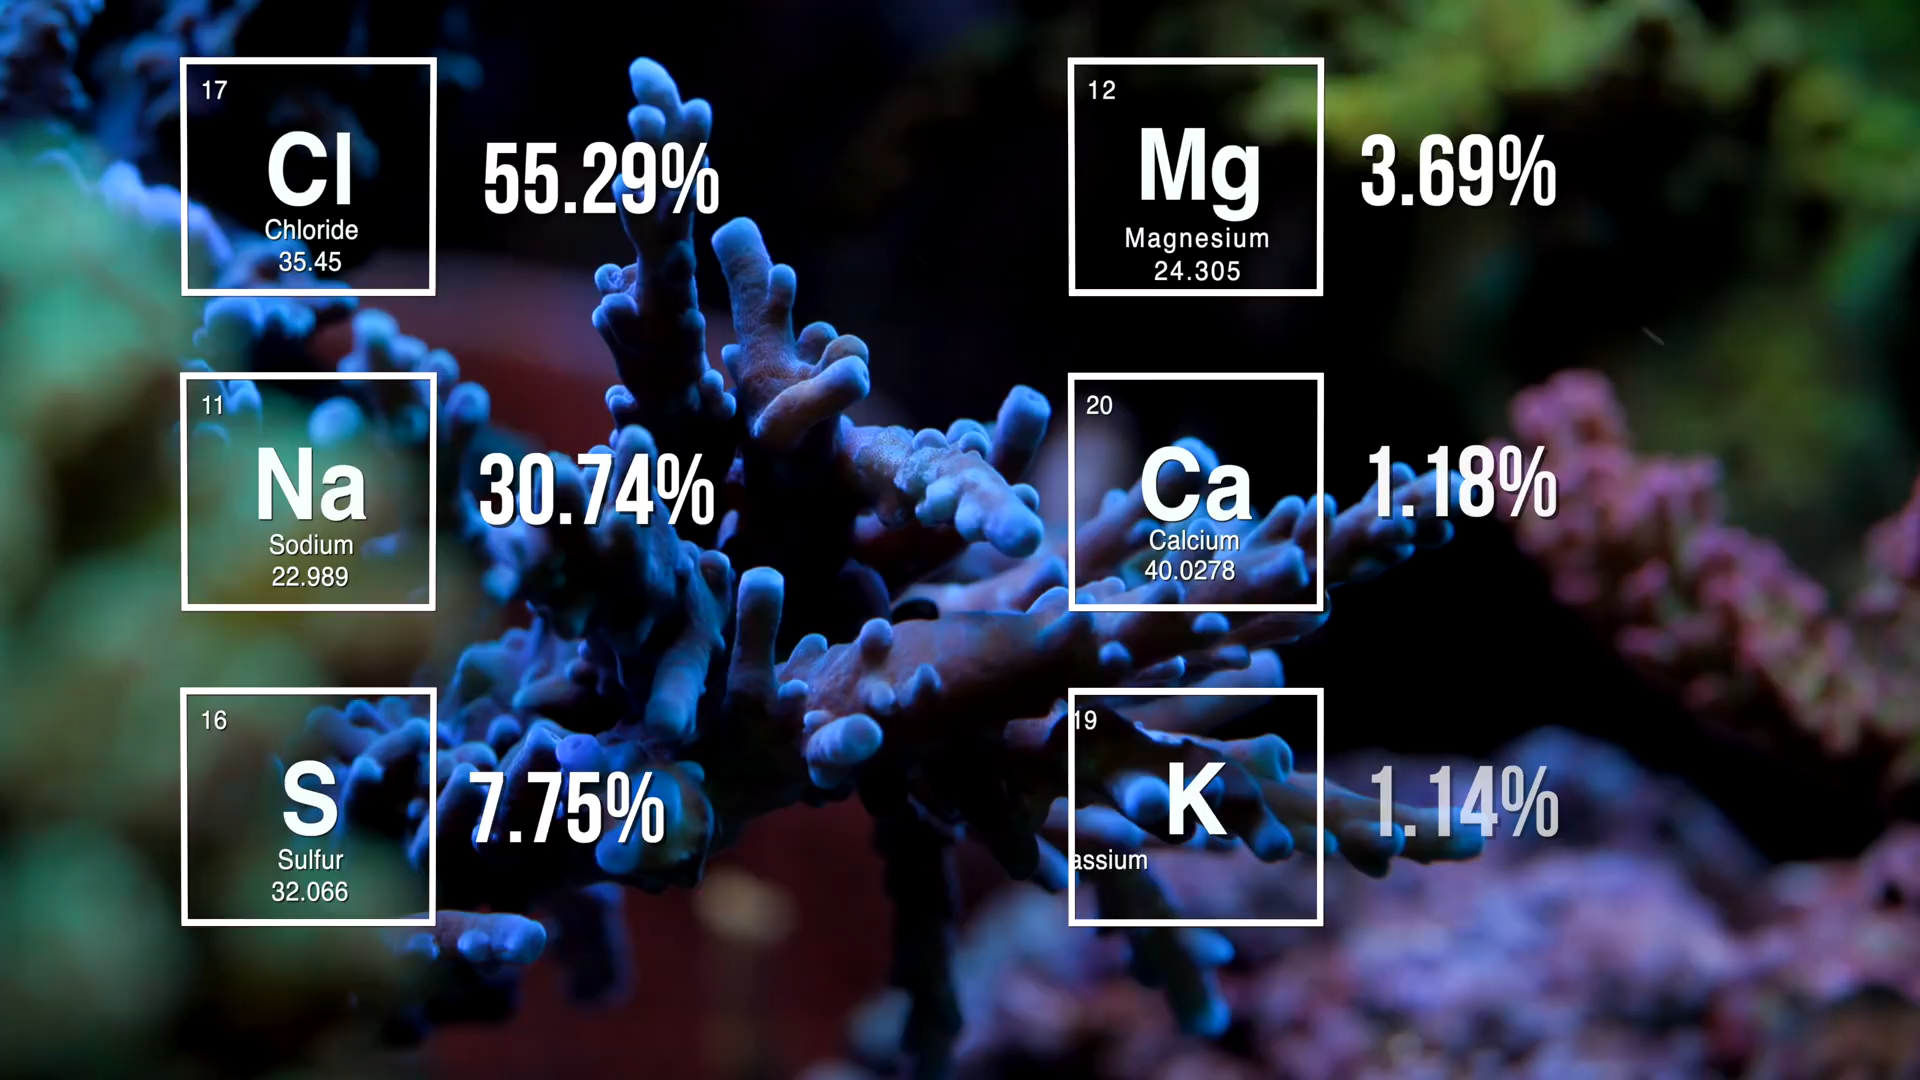 17
Cl
Chloride
35.45
55.29%
11
Na
Sodium
22.989
30.74%
16
S
Sulfur
32.066
7.75%
12
Mg
Magnesium
24.305
3.69%
20
Ca
Calcium
40.0278
1.18%
19
K
assium
1.14%